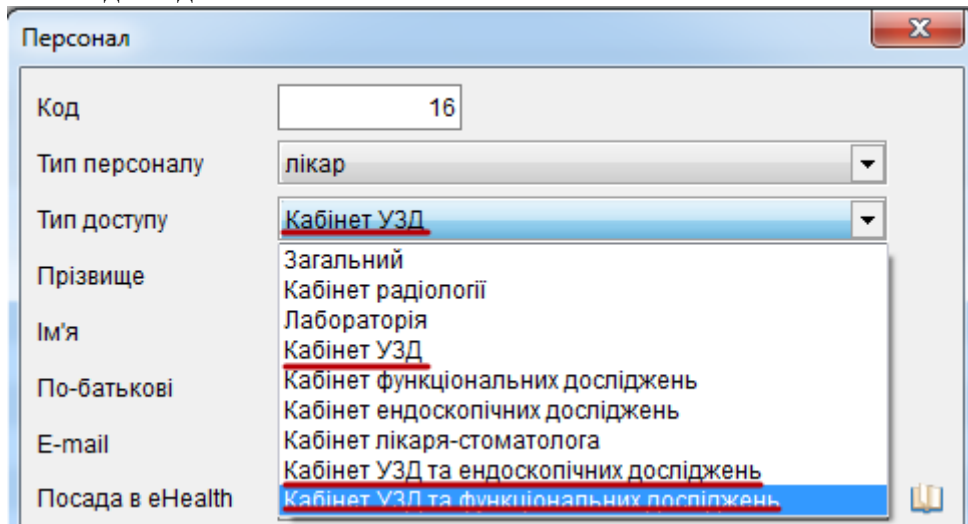 Персонал
Код 16
Тип персоналу лікар
Тип доступу Кабінет УЗД
Загальний
Прізвище
Кабінет радіології
Лабораторія
Ім'я
Кабінет УЗД
Кабінет функціональних досліджень
По-батькові
Кабінет ендоскопічних досліджень
E-mail Кабінет лікаря-стоматолога
Кабінет УЗД та ендоскопічних досліджень
Посада в eHealth Кабінет УЗД та функціональних досліджень